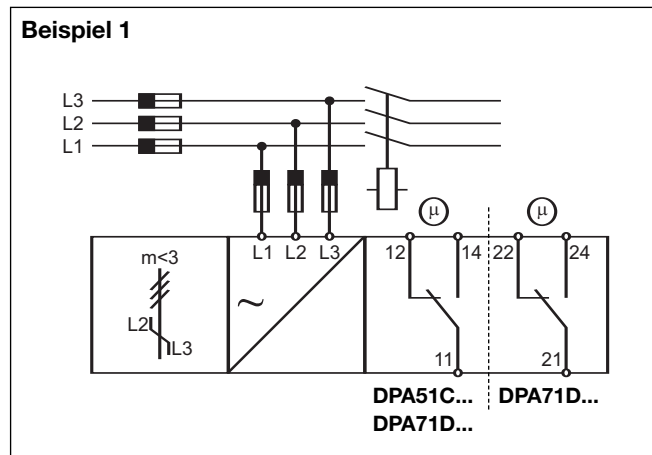 Beispiel 1
L3
L2
L1
μ μ
m<3
L2
L3
L1 L2 L3
~
12 14 22 24
11 21
DPA51C... DPA71D...
DPA71D...